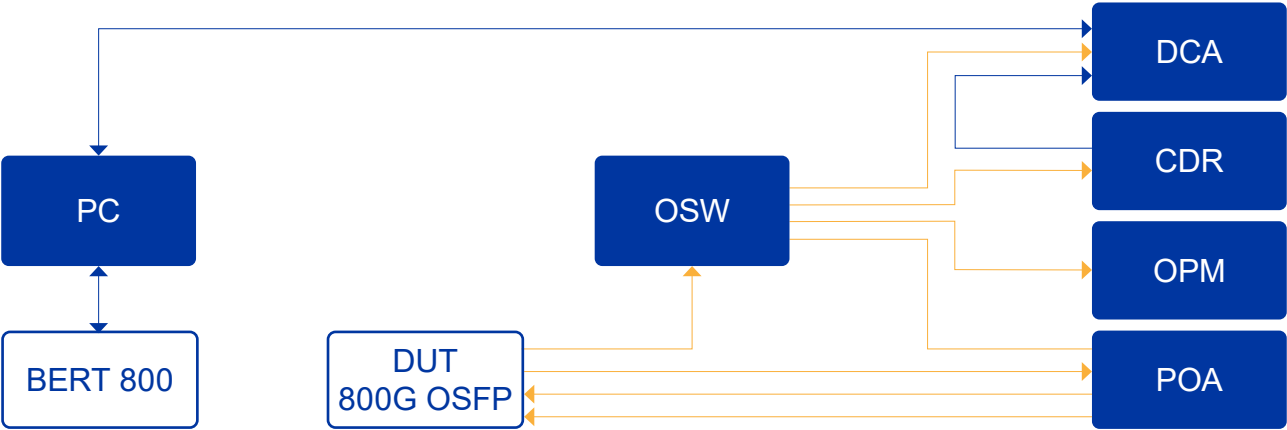 DCA
PC
OSW
CDR
OPM
BERT 800
DUT
800G OSFP
POA